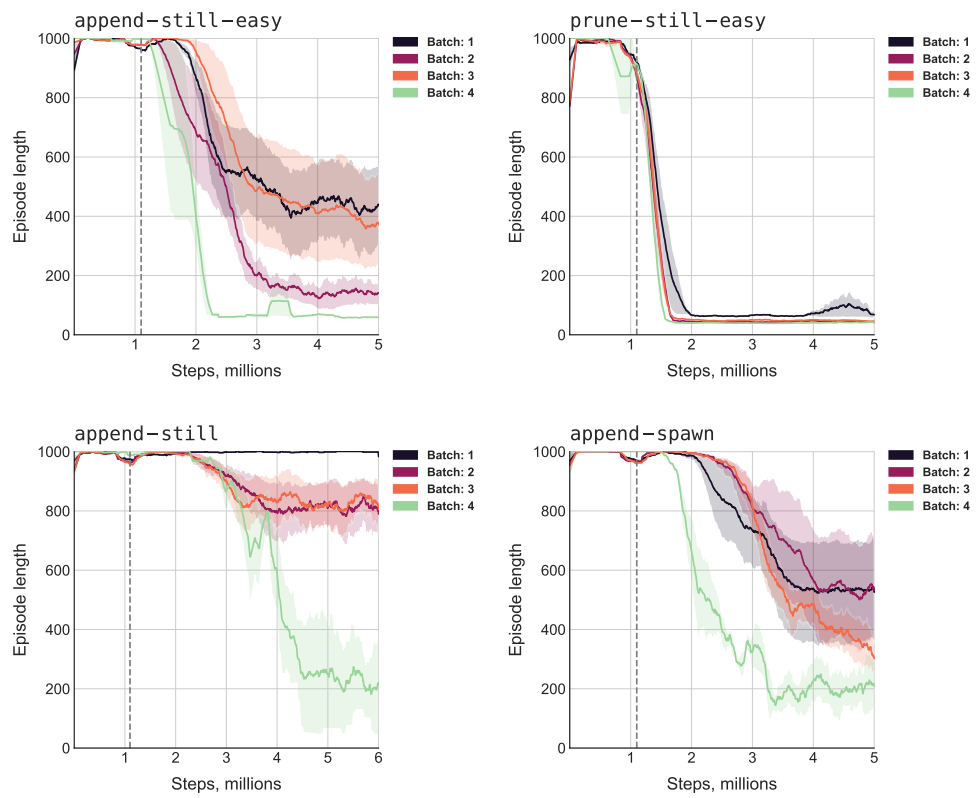 append-still-easy
1000
800
600
400
200
0
Episode length
1 2 3 4 5
Steps, millions
Batch: 1
Batch: 2
Batch: 3
Batch: 4
prune-still-easy
1000
800
600
400
200
0
Episode length
1 2 3 4 5
Steps, millions
Batch: 1
Batch: 2
Batch: 3
Batch: 4
append-still
1000
800
600
400
200
0
Episode length
1 2 3 4 5 6
Steps, millions
Batch: 1
Batch: 2
Batch: 3
Batch: 4
append-spawn
1000
800
600
400
200
0
Episode length
1 2 3 4 5
Steps, millions
Batch: 1
Batch: 2
Batch: 3
Batch: 4